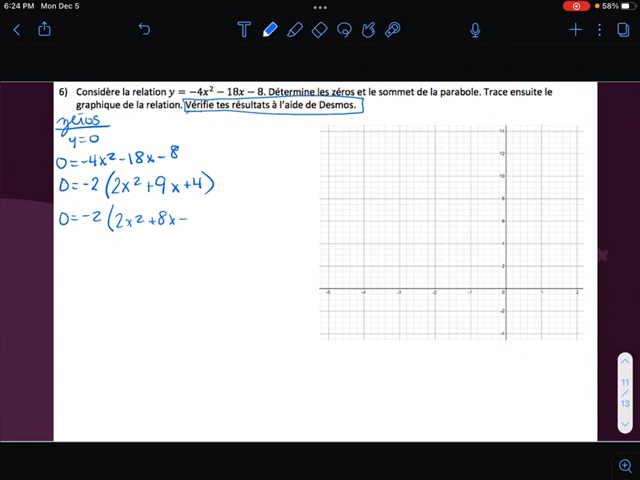 6:24 PM Mon Dec 5
58%
6) Considère la relation y = −4x² − 18x − 8. Détermine les zéros et le sommet de la parabole. Trace ensuite le
graphique de la relation. Vérifie tes résultats à l'aide de Desmos.
zéros
y=0
0=-4x²-18x-8
0=-2(2x²+9x+4)
0=-2(2x²+8x-
14
12
10
8
6
4
2
-5 -4 -3 -2 -1 0 1 2
-2
-4
11
/
13